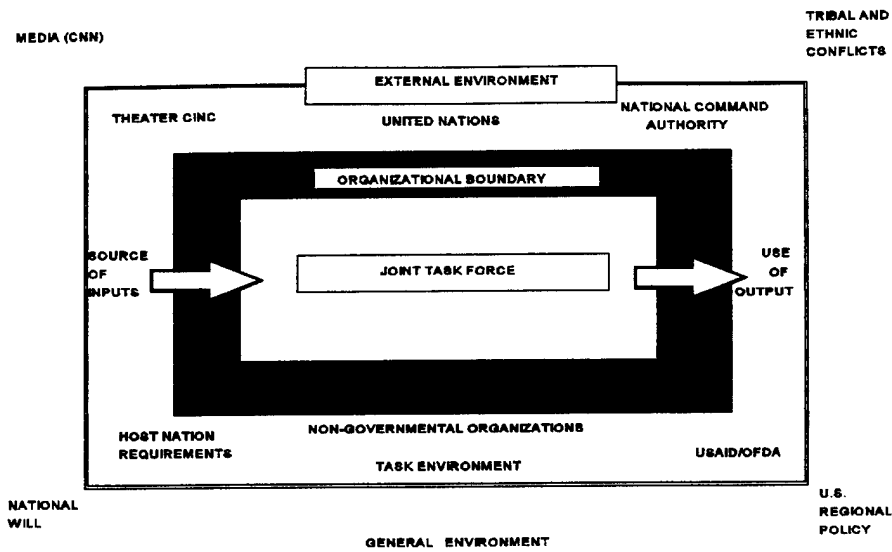 MEDIA (CNN)
TRIBAL AND
ETHNIC
CONFLICTS
EXTERNAL ENVIRONMENT
THEATER CINC
UNITED NATIONS
NATIONAL COMMAND
AUTHORITY
ORGANIZATIONAL BOUNDARY
SOURCE
OF
INPUTS
JOINT TASK FORCE
USE
OF
OUTPUT
HOST NATION
REQUIREMENTS
NON-GOVERNMENTAL ORGANIZATIONS
USAID/OFDA
TASK ENVIRONMENT
NATIONAL
WILL
U.S.
REGIONAL
POLICY
GENERAL ENVIRONMENT